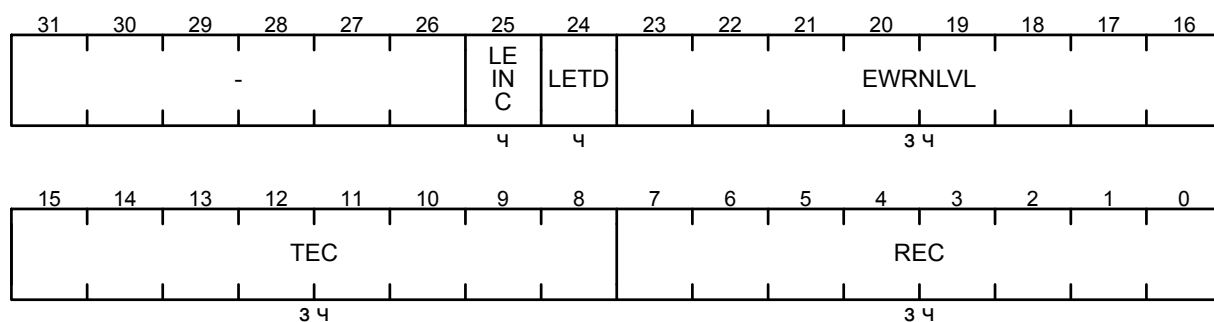 31 30 29 28 27 26 25 24 23 22 21 20 19 18 17 16
- LE IN C LETD EWRNLVL
ч ч з ч
15 14 13 12 11 10 9 8 7 6 5 4 3 2 1 0
TEC REC
з ч з ч